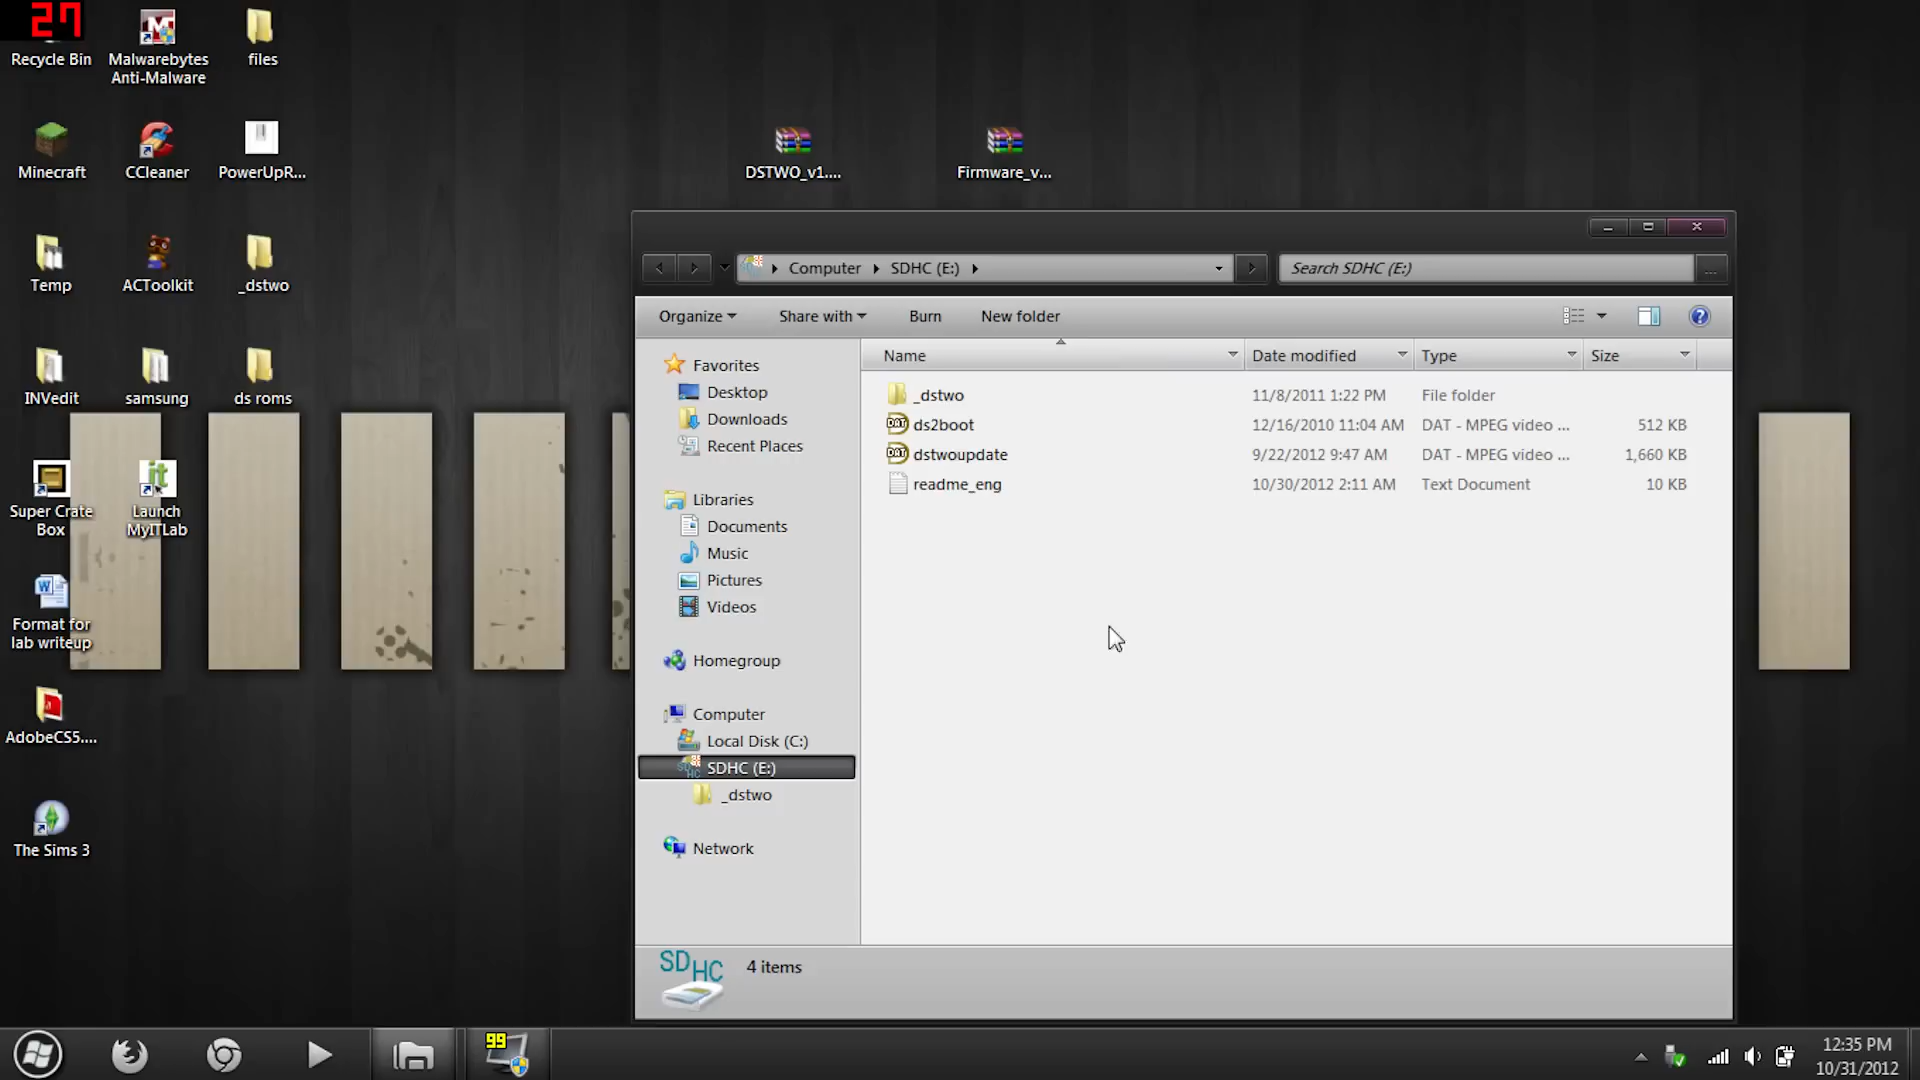 27
Recycle Bin
Malwarebytes
Anti-Malware
files
Minecraft
CCleaner
PowerUpR...
DSTWO_v1....
Firmware_v...
Temp
ACToolkit
_dstwo
INVedit
samsung
ds roms
Super Crate
Box
it
Launch
MyITLab
Format for
lab writeup
AdobeCS5....
The Sims 3
Computer
SDHC (E:)
Search SDHC (E:)
...
Organize
Share with
Burn
New folder
Name
Date modified
Type
Size
Favorites
Desktop
Downloads
Recent Places
Libraries
Documents
Music
Pictures
Videos
Homegroup
Computer
Local Disk (C:)
SDHC (E:)
_dstwo
Network
_dstwo 11/8/2011 1:22 PM File folder
DAT ds2boot 12/16/2010 11:04 AM DAT - MPEG video ... 512 KB
DAT dstwoupdate 9/22/2012 9:47 AM DAT - MPEG video ... 1,660 KB
readme_eng 10/30/2012 2:11 AM Text Document 10 KB
SDHC
4 items
99
12:35 PM
10/31/2012